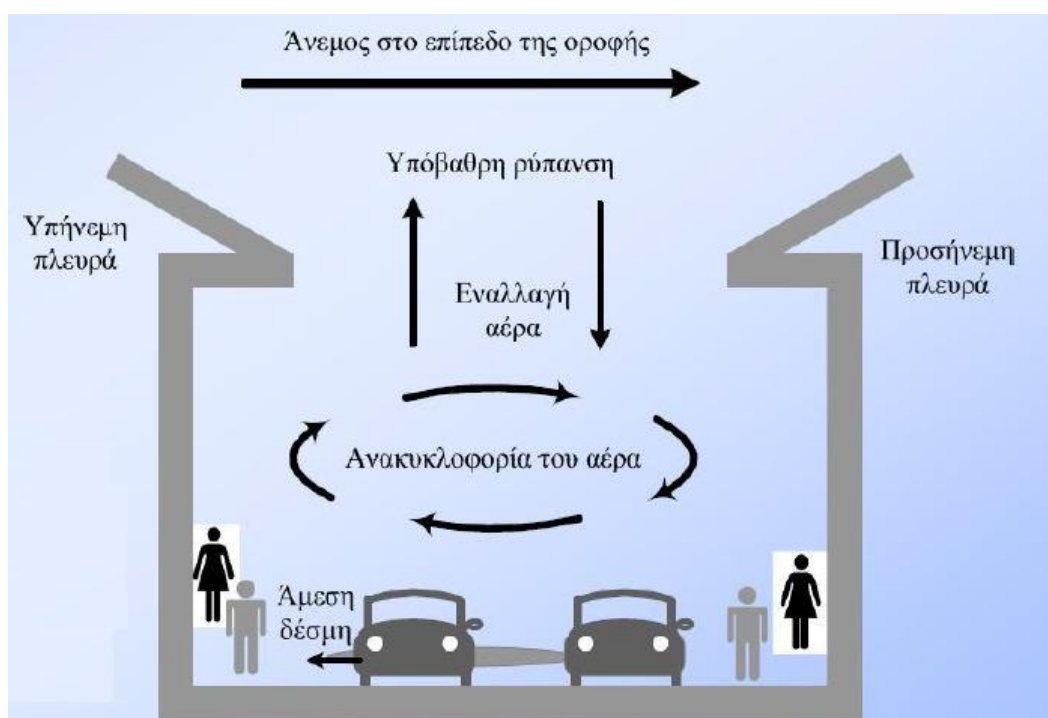 Άνεμος στο επίπεδο της οροφής
Υπόβαθρη ρύπανση
Υπήνεμη
πλευρά
Προσήνεμη
πλευρά
Εναλλαγή
αέρα
Ανακυκλοφορία του αέρα
Άμεση
δέσμη